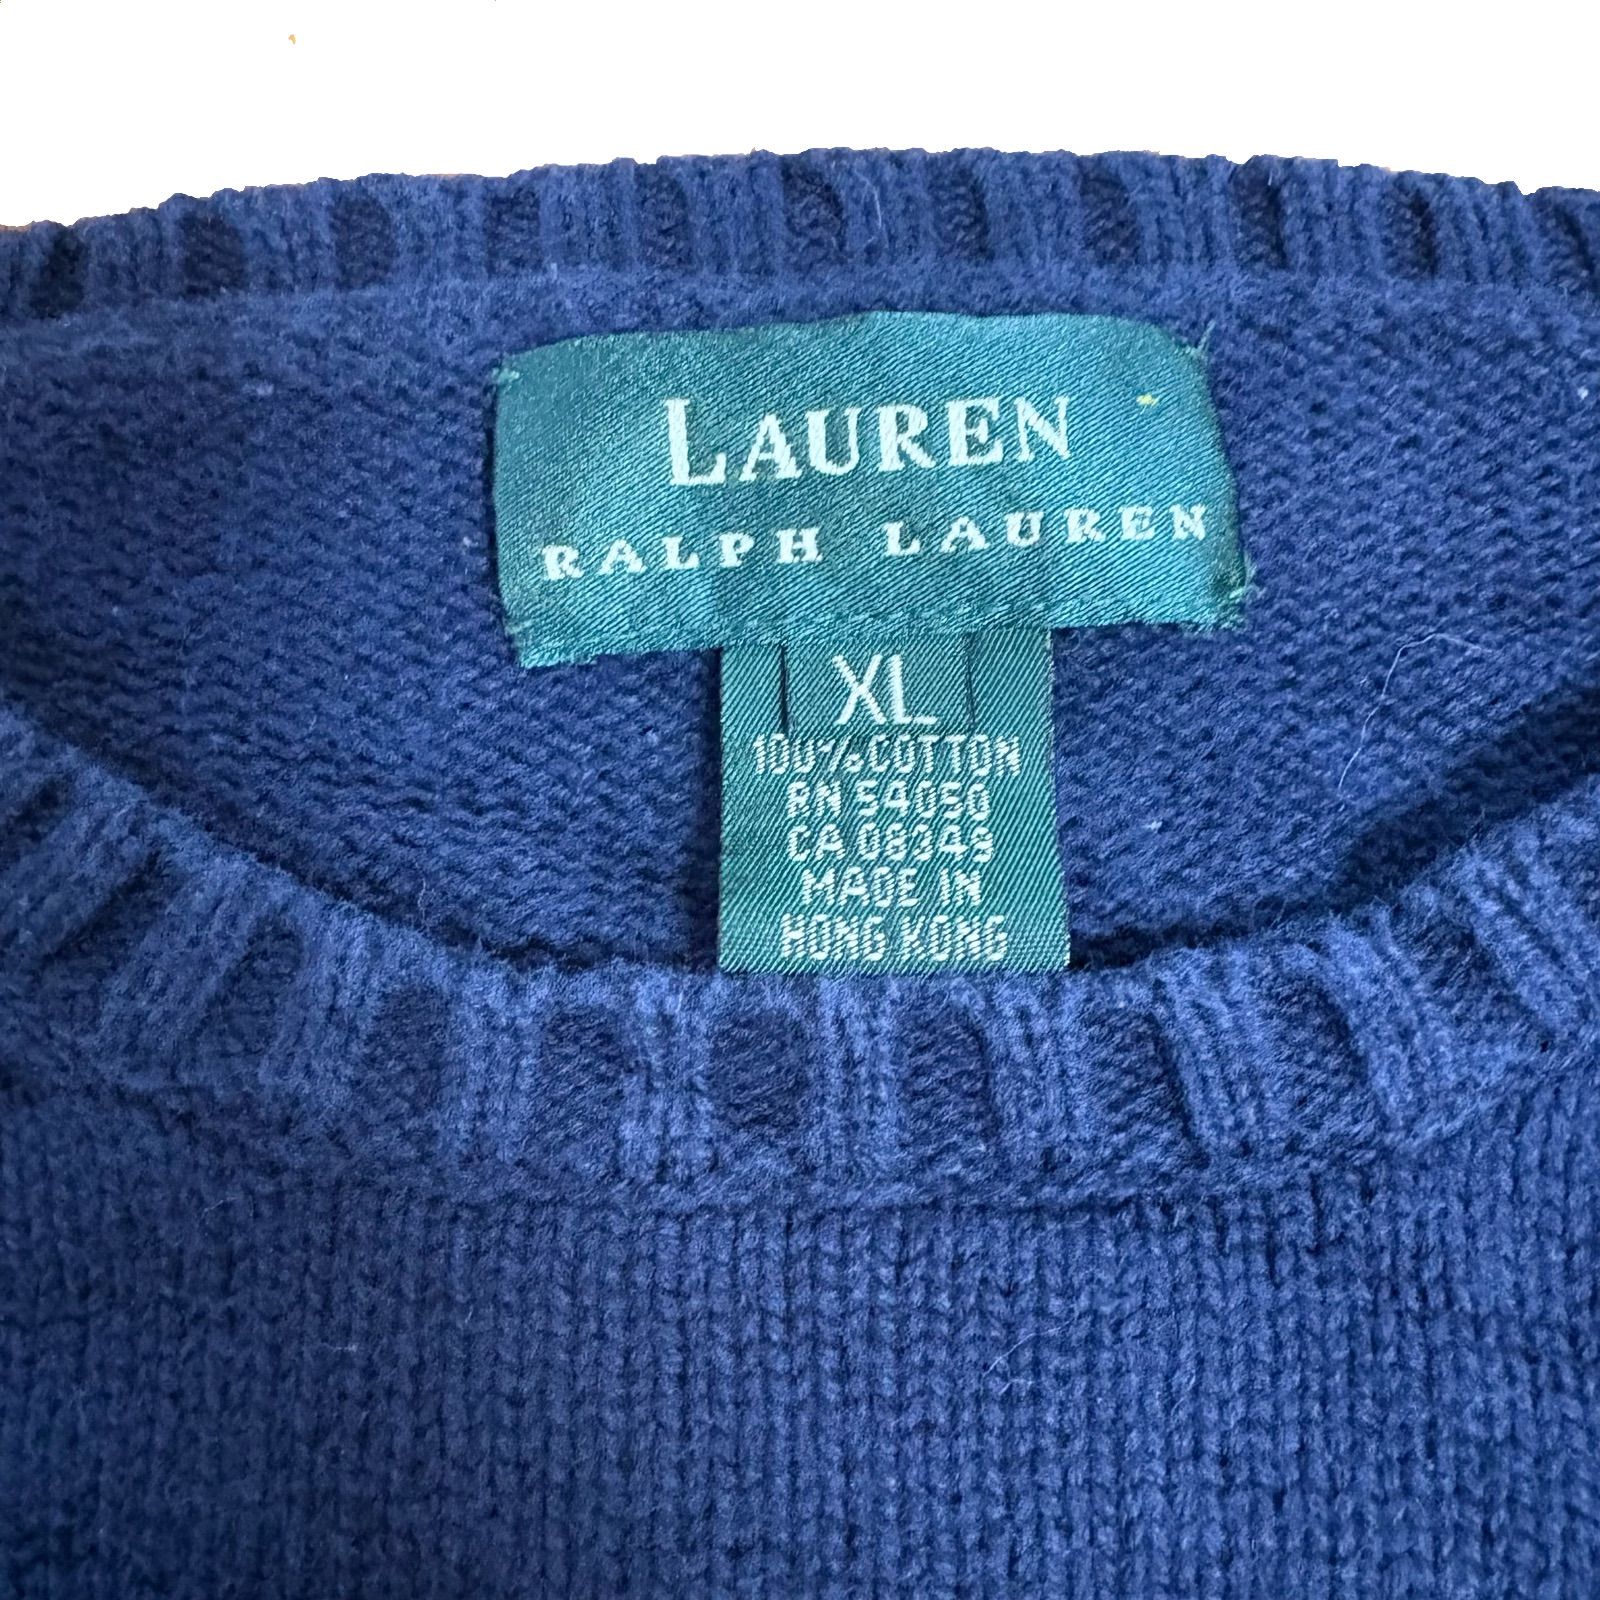 LAUREN
RALPH LAUREN
XL
100% COTTON
RN 54050
CA 08349
MADE IN
HONG KONG